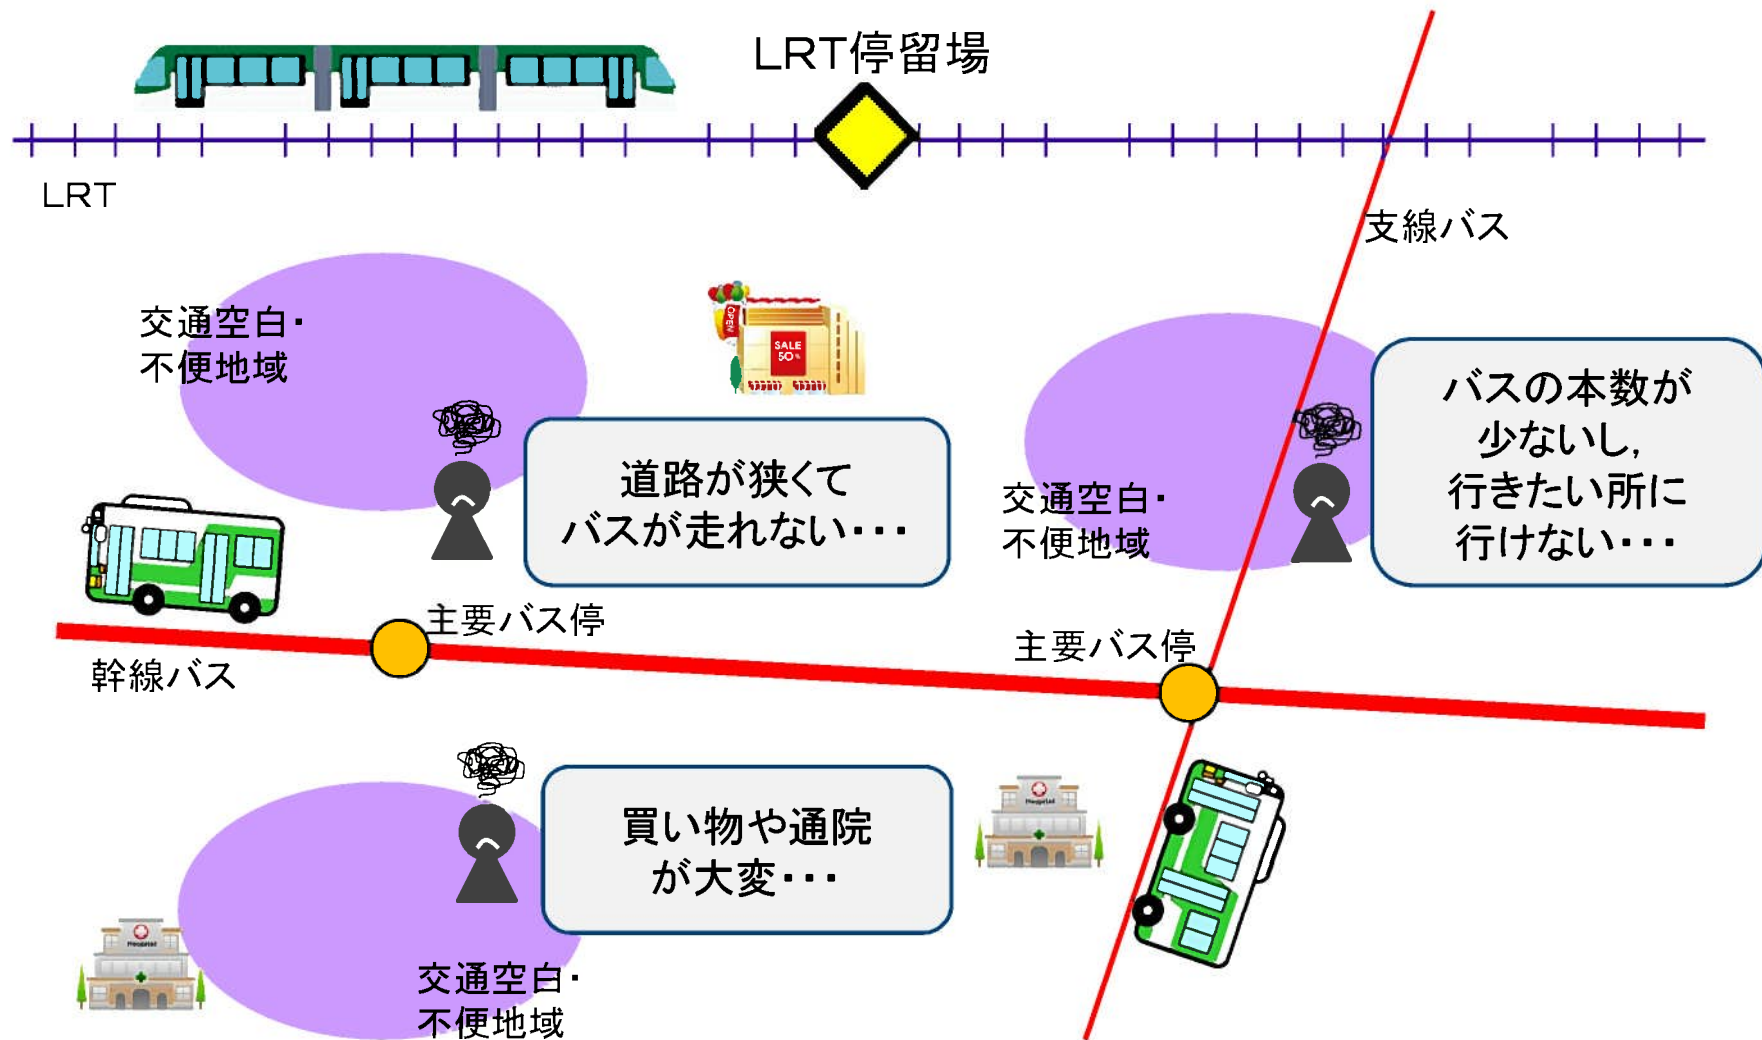 LRT停留場
LRT
支線バス
交通空白・
不便地域
OPEN
SALE
50%
バスの本数が
少ないし,
行きたい所に
行けない・・・
道路が狭くて
バスが走れない・・・
交通空白・
不便地域
主要バス停
主要バス停
幹線バス
買い物や通院
が大変・・・
Hospital
Hospital
交通空白・
不便地域